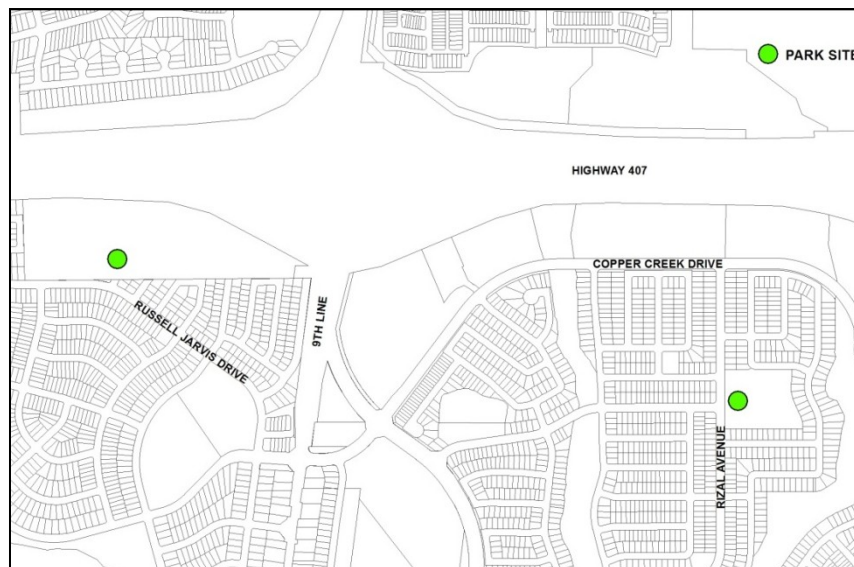 PARK SITE
HIGHWAY 407
COPPER CREEK DRIVE
RUSSELL JARVIS DRIVE
9TH LINE
RIZAL AVENUE